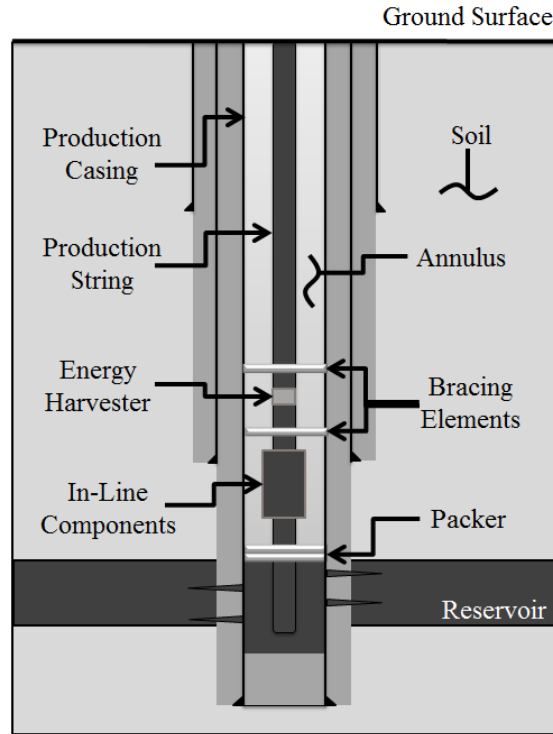 Ground Surface
Production
Casing
Soil
Production
String
Annulus
Energy
Harvester
Bracing
Elements
In-Line
Components
Packer
Reservoir